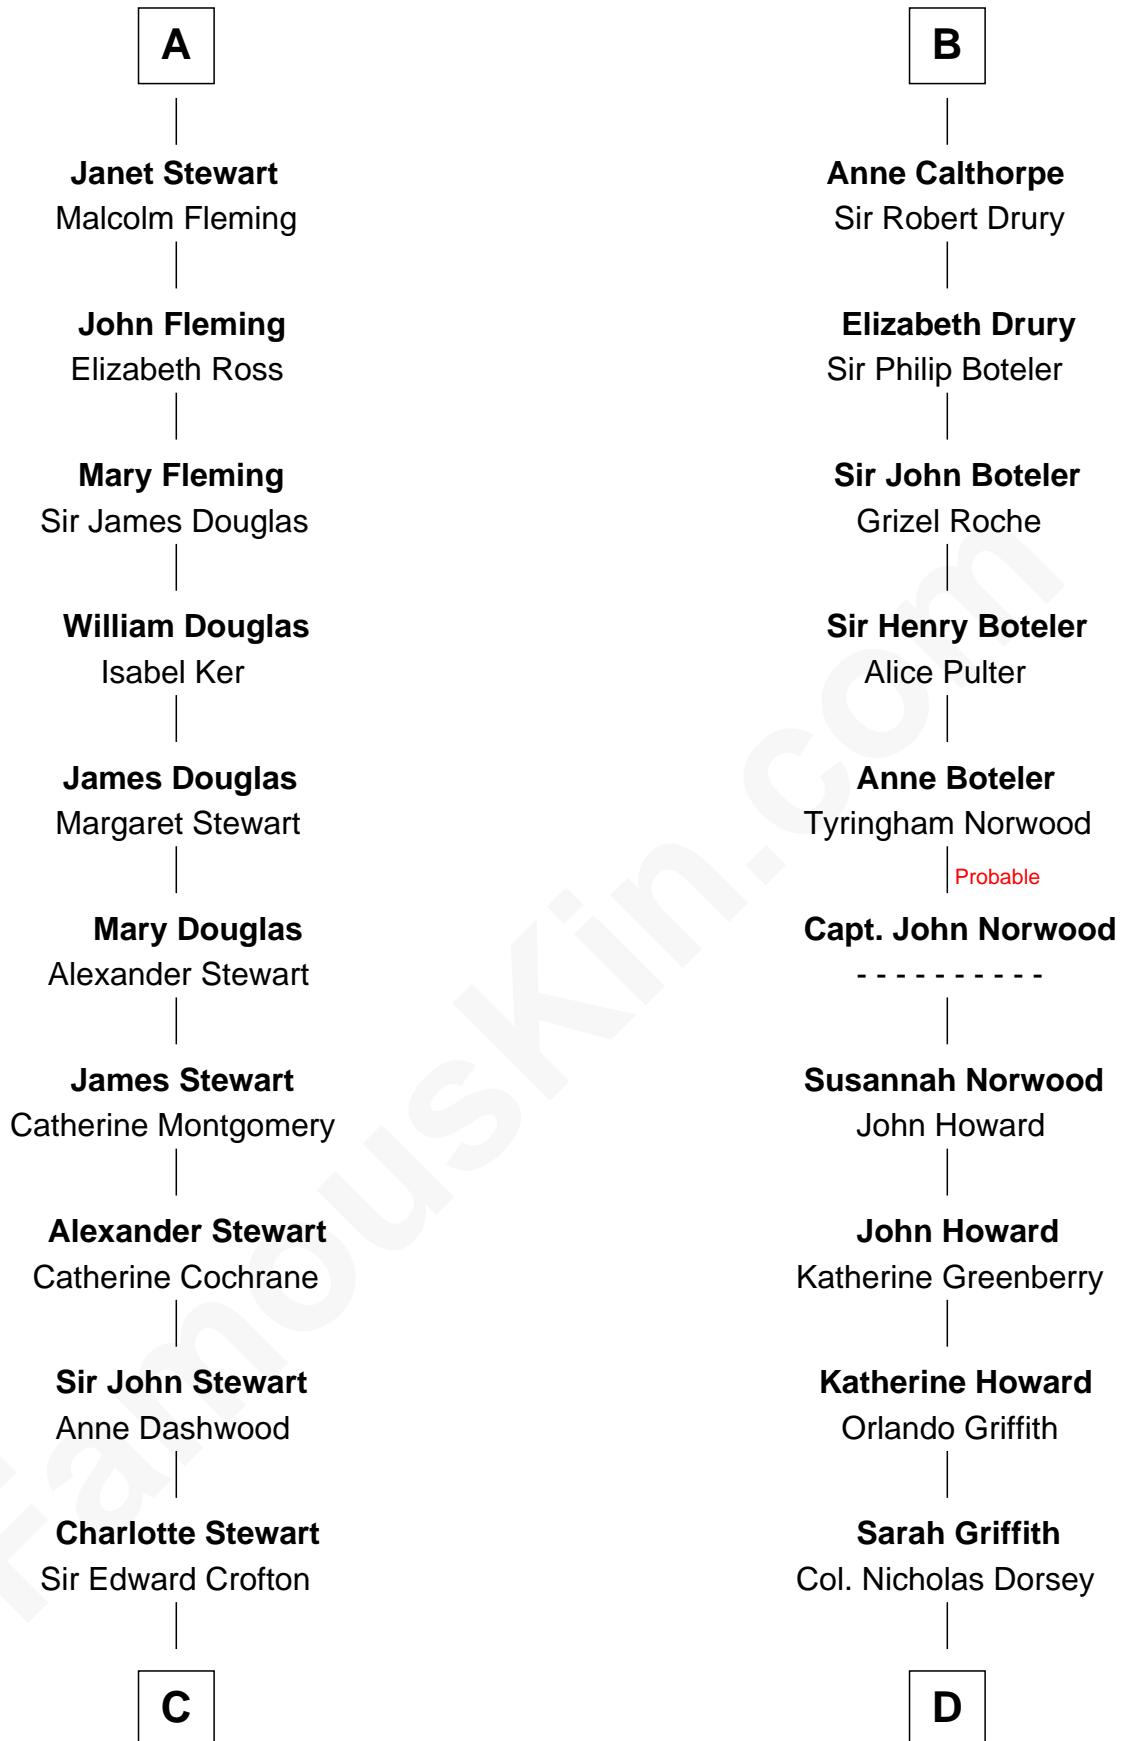 A
Janet Stewart
Malcolm Fleming
John Fleming
Elizabeth Ross
Mary Fleming
Sir James Douglas
William Douglas
Isabel Ker
James Douglas
Margaret Stewart
Mary Douglas
Alexander Stewart
James Stewart
Catherine Montgomery
Alexander Stewart
Catherine Cochrane
Sir John Stewart
Anne Dashwood
Charlotte Stewart
Sir Edward Crofton
C
B
Anne Calthorpe
Sir Robert Drury
Elizabeth Drury
Sir Philip Boteler
Sir John Boteler
Grizel Roche
Sir Henry Boteler
Alice Pulter
Anne Boteler
Tyringham Norwood
Probable
Capt. John Norwood
- - - - - - - - - -
Susannah Norwood
John Howard
John Howard
Katherine Greenberry
Katherine Howard
Orlando Griffith
Sarah Griffith
Col. Nicholas Dorsey
D
FamousKin.com